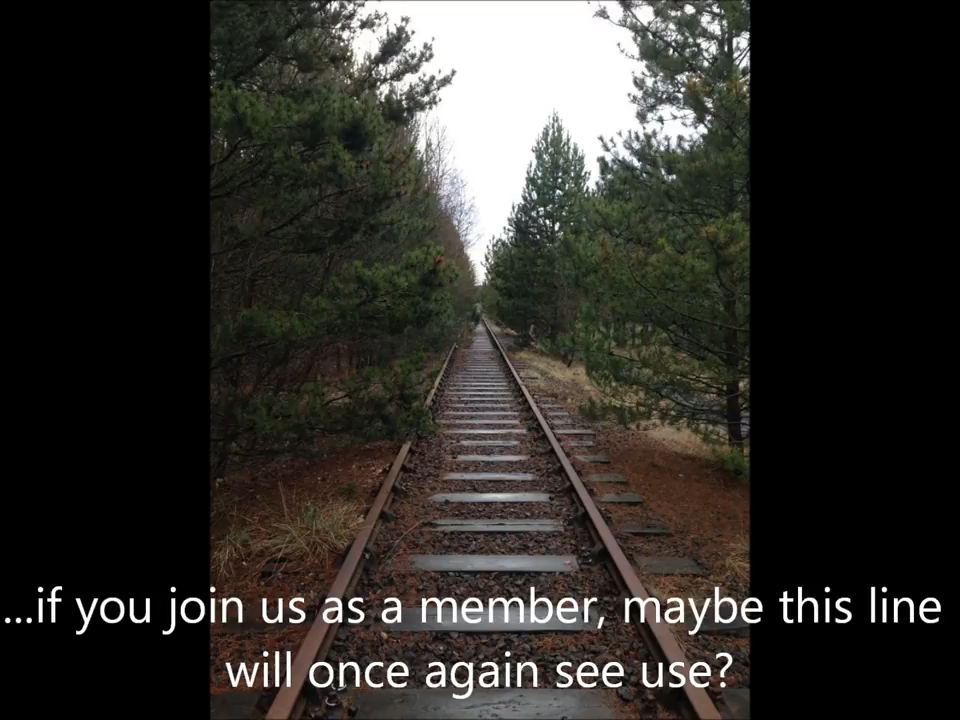 ...if you join us as a member, maybe this line
will once again see use?